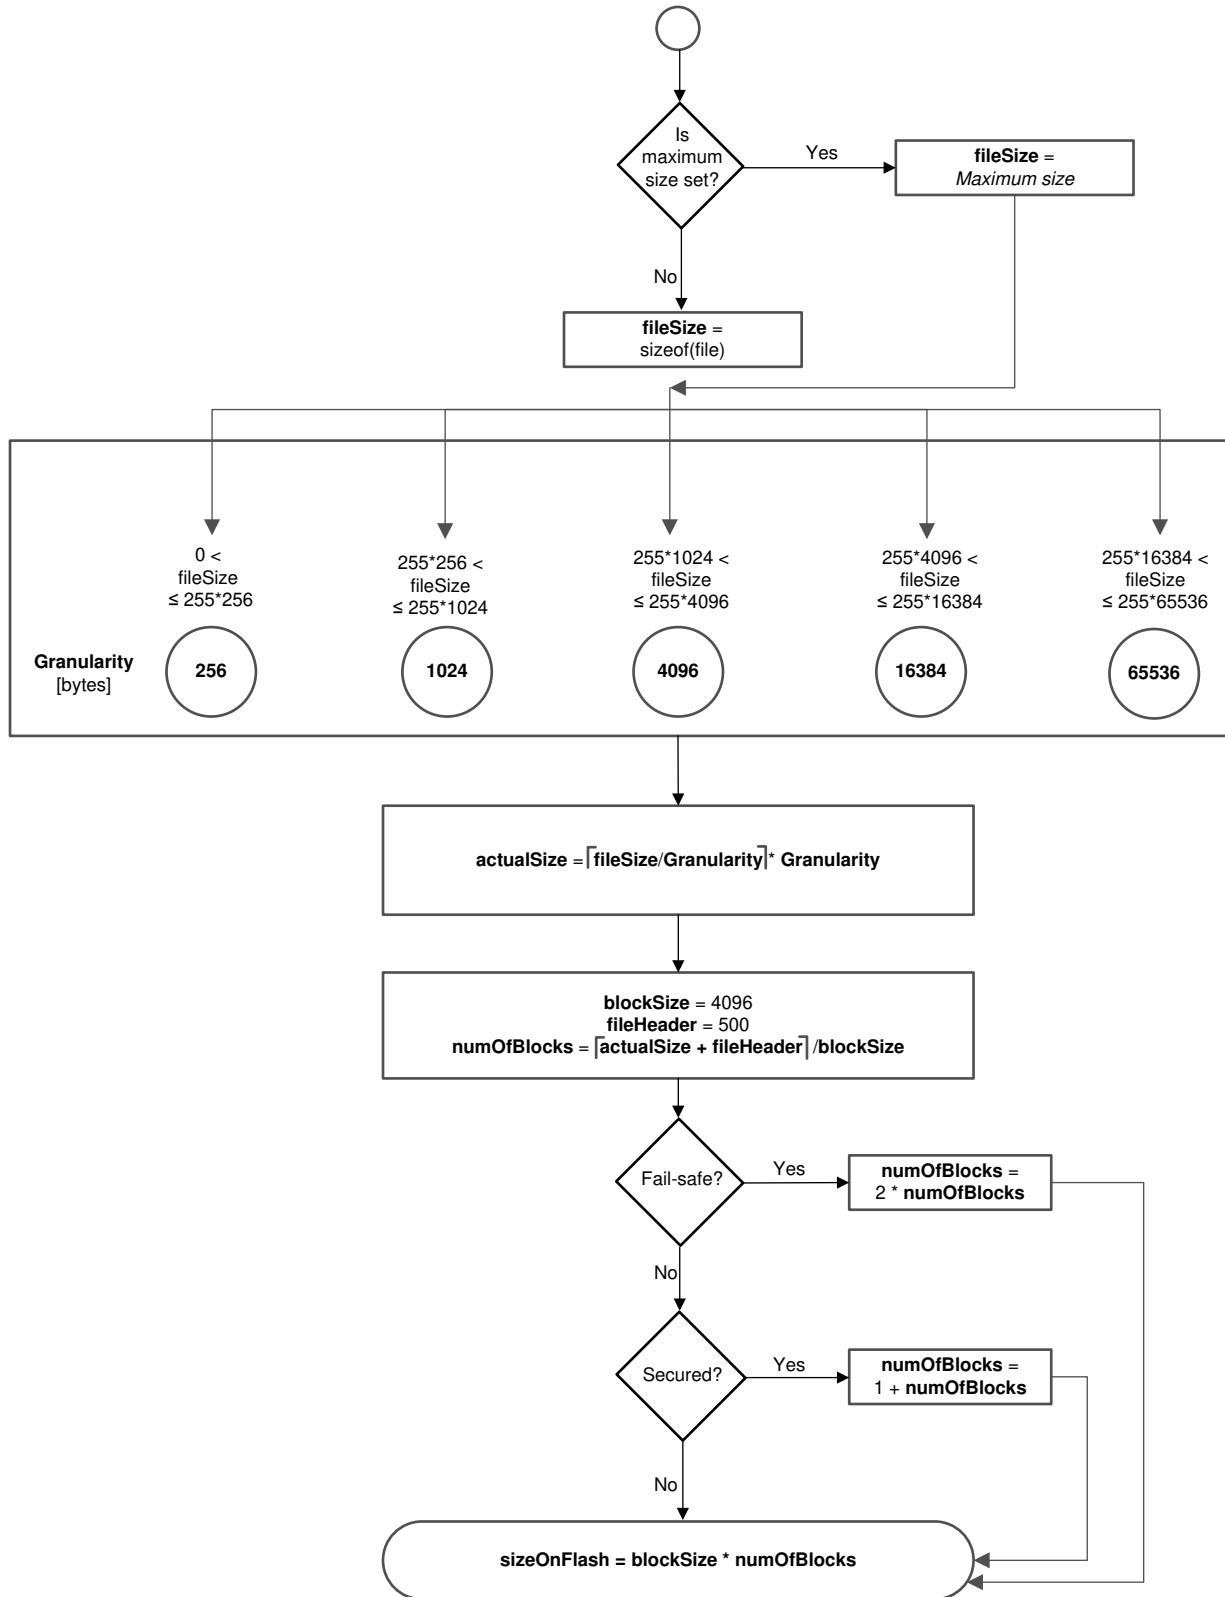 Is
maximum
size set?
Yes
fileSize =
Maximum size
No
fileSize =
sizeof(file)
0 <
fileSize
≤ 255*256
255*256 <
fileSize
≤ 255*1024
255*1024 <
fileSize
≤ 255*4096
255*4096 <
fileSize
≤ 255*16384
255*16384 <
fileSize
≤ 255*65536
Granularity
[bytes]
256
1024
4096
16384
65536
actualSize = ⌈fileSize/Granularity⌉* Granularity
blockSize = 4096
fileHeader = 500
numOfBlocks = ⌈actualSize + fileHeader⌉/blockSize
Fail-safe?
Yes
numOfBlocks =
2 * numOfBlocks
No
Secured?
Yes
numOfBlocks =
1 + numOfBlocks
No
sizeOnFlash = blockSize * numOfBlocks